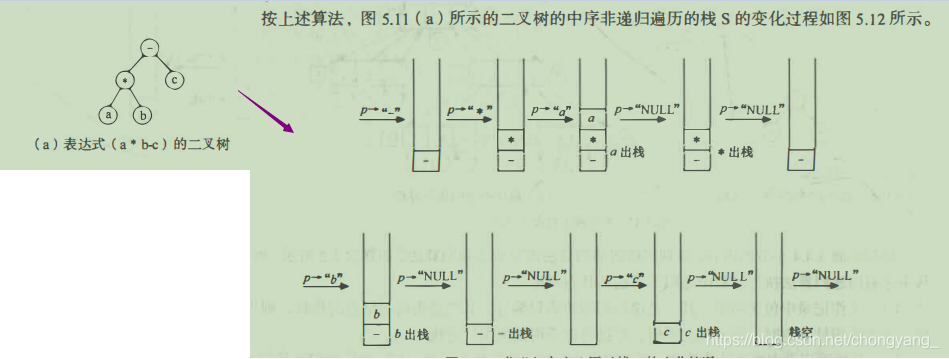 按上述算法，图 5.11（a）所示的二叉树的中序非递归遍历的栈 S 的变化过程如图 5.12 所示。
-
* c
a b
（a）表达式（a * b-c）的二叉树
p→“-” p→“*” p→“a” p→“NULL” p→“NULL”
a
* * *
- - - a 出栈 - * 出栈 -
p→“b” p→“NULL” p→“NULL” p→“c” p→“NULL” p→“NULL”
b
- b 出栈 - - 出栈 c c 出栈 栈空
https://blog.csdn.net/chongyang_